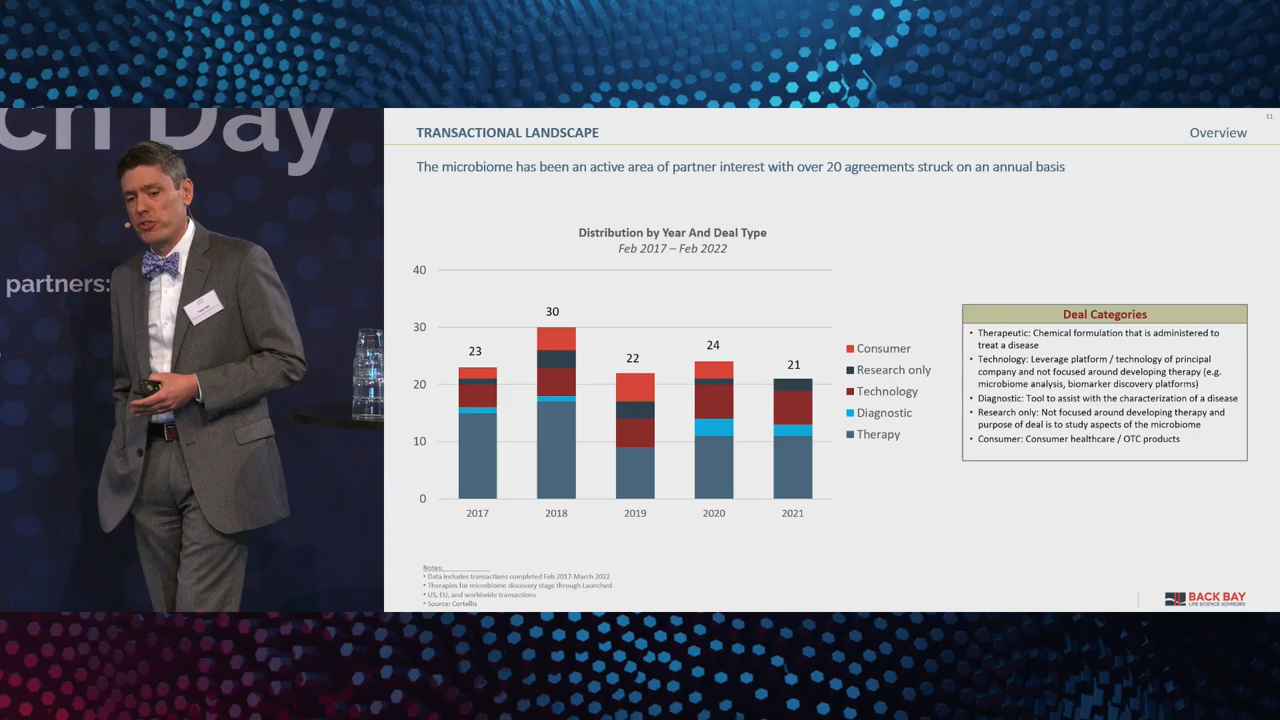 ch Day
partners:
11
TRANSACTIONAL LANDSCAPE
Overview
The microbiome has been an active area of partner interest with over 20 agreements struck on an annual basis
Distribution by Year And Deal Type
Feb 2017 – Feb 2022
40
30
20
10
0
23
30
22
24
21
2017
2018
2019
2020
2021
Consumer
Research only
Technology
Diagnostic
Therapy
Deal Categories
• Therapeutic: Chemical formulation that is administered to
treat a disease
• Technology: Leverage platform / technology of principal
company and not focused around developing therapy (e.g.
microbiome analysis, biomarker discovery platforms)
• Diagnostic: Tool to assist with the characterization of a disease
• Research only: Not focused around developing therapy and
purpose of deal is to study aspects of the microbiome
• Consumer: Consumer healthcare / OTC products
Notes:
• Data includes transactions completed Feb 2017-March 2022
• Therapies for microbiome discovery stage through Launched
• US, EU, and worldwide transactions
• Source: Cortellis
BACK BAY
LIFE SCIENCE ADVISORS